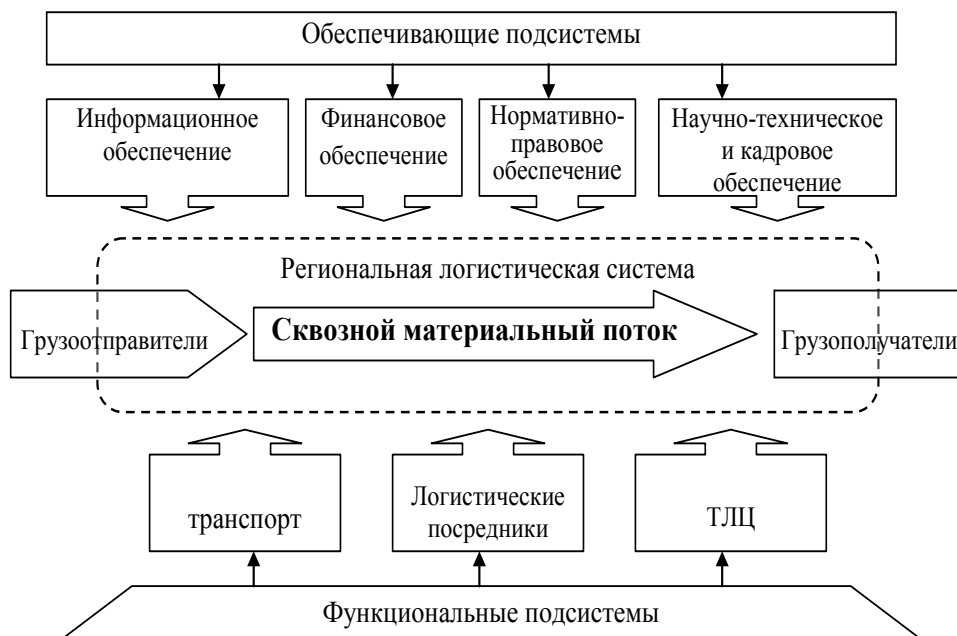 Обеспечивающие подсистемы
Информационное
обеспечение
Финансовое
обеспечение
Нормативно-
правовое
обеспечение
Научно-техническое
и кадровое
обеспечение
Региональная логистическая система
Грузоотправители
Сквозной материальный поток
Грузополучатели
транспорт
Логистические
посредники
ТЛЦ
Функциональные подсистемы